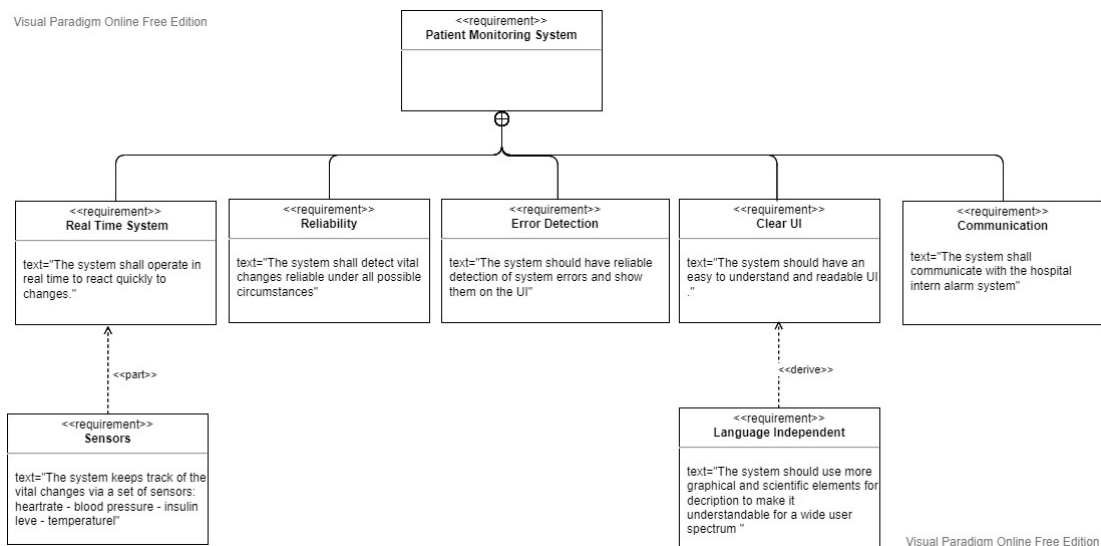 Visual Paradigm Online Free Edition
<<requirement>>
Patient Monitoring System
<<requirement>>
Real Time System
text="The system shall operate in
real time to react quickly to
changes."
<<requirement>>
Reliability
text="The system shall detect vital
changes reliable under all possible
circumstances"
<<requirement>>
Error Detection
text="The system should have reliable
detection of system errors and show
them on the UI"
<<requirement>>
Clear UI
text="The system should have an
easy to understand and readable UI
."
<<requirement>>
Communication
text="The system shall
communicate with the hospital
intern alarm system"
<<part>>
<<derive>>
<<requirement>>
Sensors
text="The system keeps track of the
vital changes via a set of sensors:
heartrate - blood pressure - insulin
leve - temperaturel"
<<requirement>>
Language Independent
text="The system should use more
graphical and scientific elements for
decription to make it
understandable for a wide user
spectrum "
Visual Paradigm Online Free Edition